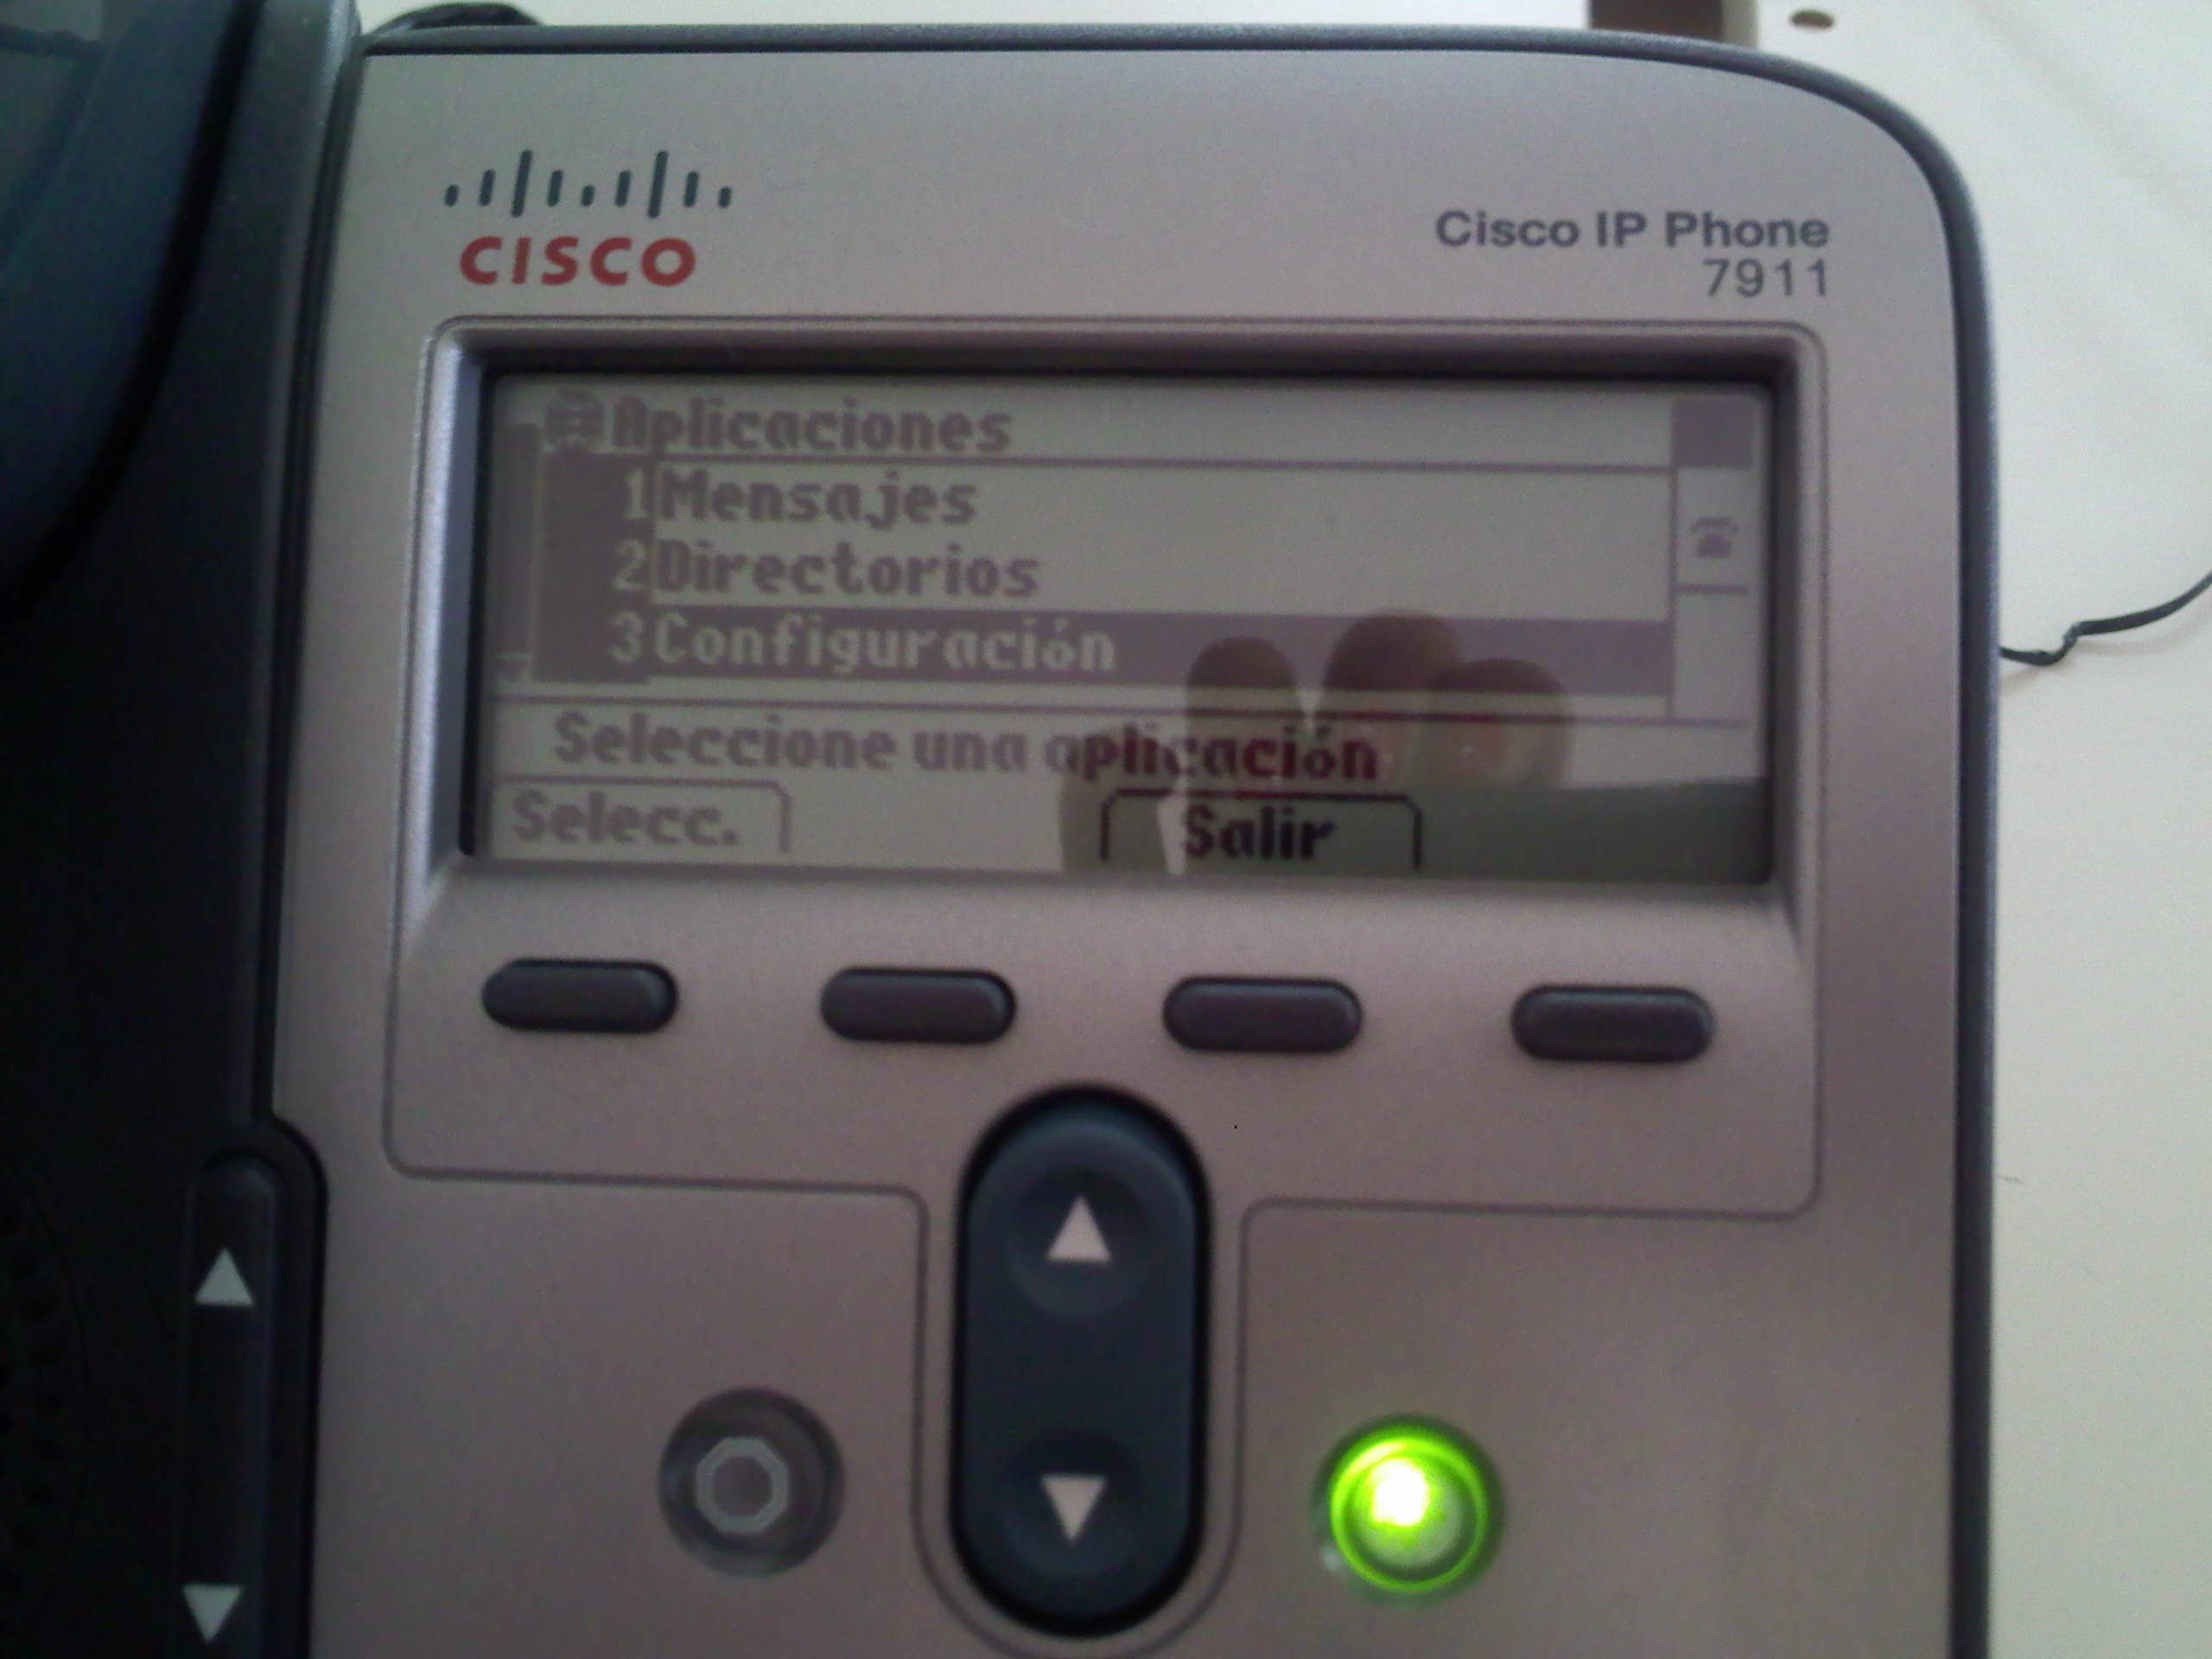 CISCO
Cisco IP Phone
7911
Aplicaciones
1 Mensajes
2 Directorios
3 Configuración
Seleccione una aplicación
Selecc. Salir